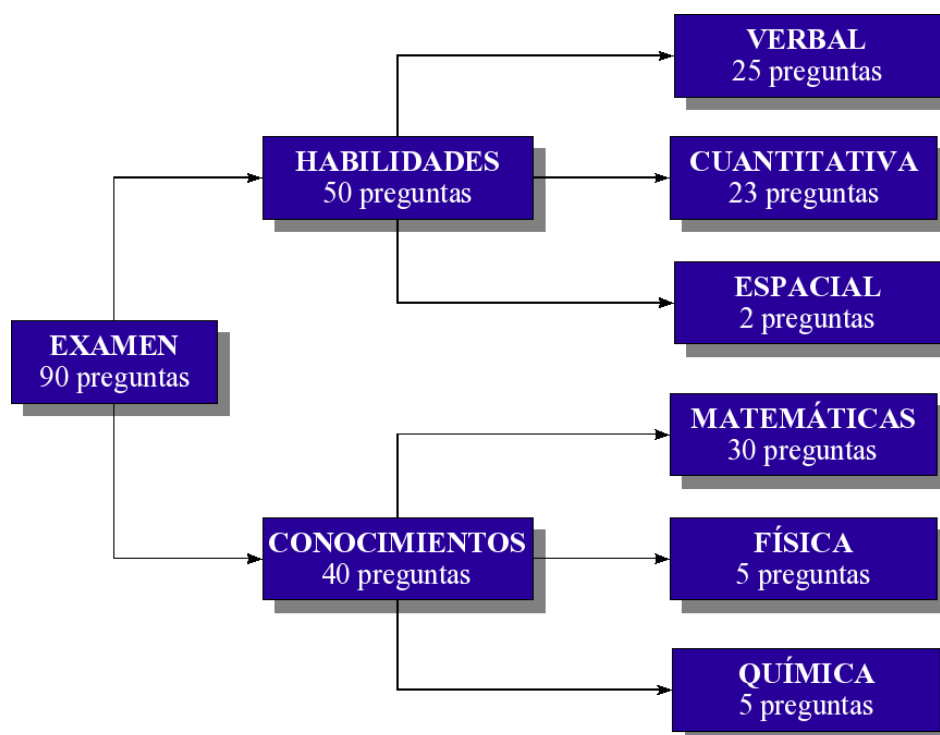 EXAMEN
90 preguntas
HABILIDADES
50 preguntas
VERBAL
25 preguntas
CUANTITATIVA
23 preguntas
ESPACIAL
2 preguntas
CONOCIMIENTOS
40 preguntas
MATEMÁTICAS
30 preguntas
FÍSICA
5 preguntas
QUÍMICA
5 preguntas